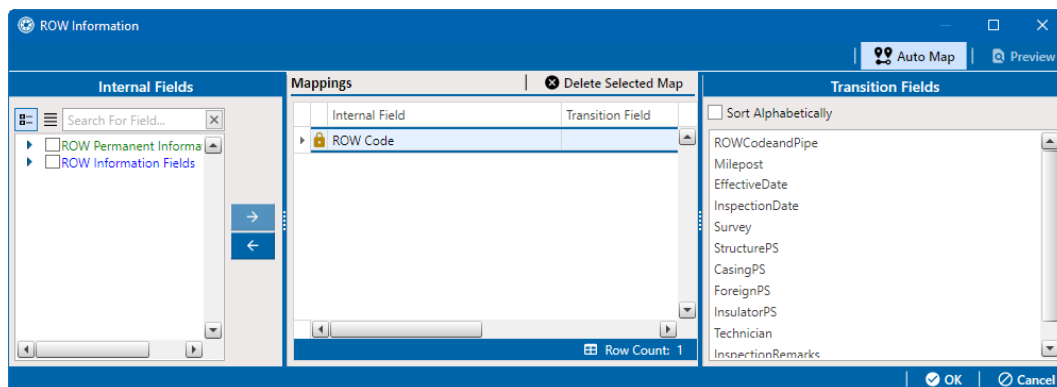 ROW Information
Auto Map
Preview
Internal Fields
Search For Field...
ROW Permanent Informa
ROW Information Fields
Mappings
Delete Selected Map
Internal Field
Transition Field
ROW Code
Row Count: 1
Transition Fields
Sort Alphabetically
ROWCodeandPipe
Milepost
EffectiveDate
InspectionDate
Survey
StructurePS
CasingPS
ForeignPS
InsulatorPS
Technician
InspectionRemarks
OK
Cancel